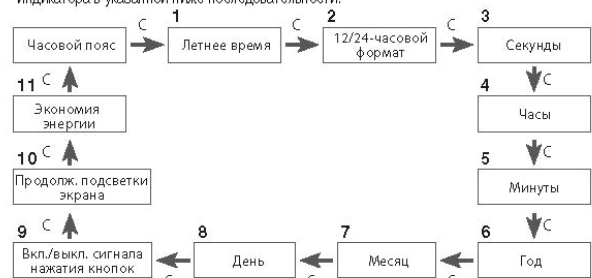 индикатора в указанной ниже последовательности.
C 1 C 2 C 3
Часовой пояс
Летнее время
12/24-часовой
формат
Секунды
11 C
C
4
Экономия
энергии
Часы
10 C
C
5
Продолж. подсветки
экрана
Минуты
9 C
8
7
C
6
Вкл./выкл. сигнала
нажатия кнопок
День
Месяц
Год
C C C